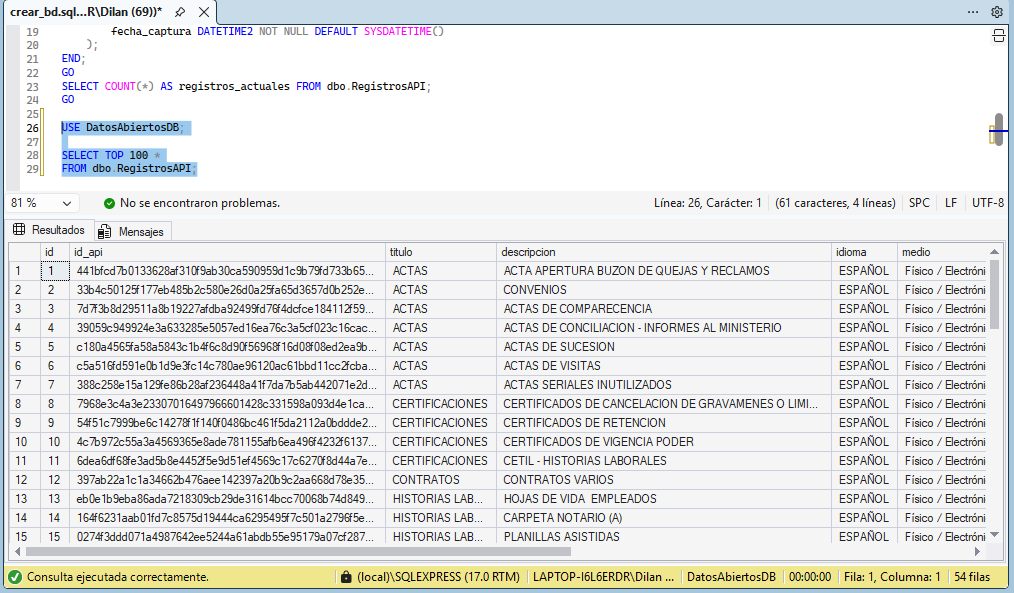 crear_bd.sql...R\Dilan (69))*
19 fecha_captura DATETIME2 NOT NULL DEFAULT SYSDATETIME()
20 );
21 END;
22 GO
23 SELECT COUNT(*) AS registros_actuales FROM dbo.RegistrosAPI;
24 GO
25
26 USE DatosAbiertosDB;
27
28 SELECT TOP 100 *
29 FROM dbo.RegistrosAPI;
81 % No se encontraron problemas. Línea: 26, Carácter: 1 (61 caracteres, 4 líneas) SPC LF UTF-8
Resultados Mensajes
id id_api titulo descripcion idioma medio
1 1 441bfcd7b0133628af310f9ab30ca590959d1c9b79fd733b65... ACTAS ACTA APERTURA BUZON DE QUEJAS Y RECLAMOS ESPAÑOL Físico / Electróni
2 2 33b4c50125f177eb485b2c580e26d0a25fa65d3657d0b252e... ACTAS CONVENIOS ESPAÑOL Físico / Electróni
3 3 7d7f3b8d29511a8b19227afdba92499fd76f4dcfce184112f59... ACTAS ACTAS DE COMPARECENCIA ESPAÑOL Físico / Electróni
4 4 39059c949924e3a633285e5057ed16ea76c3a5cf023c16cac... ACTAS ACTAS DE CONCILIACION - INFORMES AL MINISTERIO ESPAÑOL Físico / Electróni
5 5 c180a4565fa58a5843c1b4f6c8d90f56968f16d08f08ed2ea9b... ACTAS ACTAS DE SUCESION ESPAÑOL Físico / Electróni
6 6 c5a516fd591e0b1d9e3fc14c780ae96120ac61bbd11cc2fcba... ACTAS ACTAS DE VISITAS ESPAÑOL Físico / Electróni
7 7 388c258e15a129fe86b28af236448a41f7da7b5ab442071e2d... ACTAS ACTAS SERIALES INUTILIZADOS ESPAÑOL Físico / Electróni
8 8 7968e3c4a3e23307016497966601428c331598a093d4e1ca... CERTIFICACIONES CERTIFICADOS DE CANCELACION DE GRAVAMENES O LIMI... ESPAÑOL Físico / Electróni
9 9 54f51c7999be6c14278f1f140f0486bc461f5da2112a0bddde2... CERTIFICACIONES CERTIFICADOS DE RETENCION ESPAÑOL Físico / Electróni
10 10 4c7b972c55a3a4569365e8ade781155afb6ea496f4232f6137... CERTIFICACIONES CERTIFICADOS DE VIGENCIA PODER ESPAÑOL Físico / Electróni
11 11 6dea6df68fe3ad5b8e4452f5e9d51ef4569c17c6270f8d44a7e... CERTIFICACIONES CETIL - HISTORIAS LABORALES ESPAÑOL Físico / Electróni
12 12 397ab22a1c1a34662b476aee142397a20b9c2aa668d78e35... CONTRATOS CONTRATOS VARIOS ESPAÑOL Físico / Electróni
13 13 eb0e1b9eba86ada7218309cb29de31614bcc70068b74d849... HISTORIAS LAB... HOJAS DE VIDA EMPLEADOS ESPAÑOL Físico / Electróni
14 14 164f6231aab01fd7c8575d19444ca6295495f7c501a2796f5e... HISTORIAS LAB... CARPETA NOTARIO (A) ESPAÑOL Físico / Electróni
15 15 0274f3ddd071a4987642ee5244a61abdb55e95179a07cf287... HISTORIAS LAB... PLANILLAS ASISTIDAS ESPAÑOL Físico / Electróni
Consulta ejecutada correctamente. (local)\SQLEXPRESS (17.0 RTM) LAPTOP-I6L6ERDR\Dilan ... DatosAbiertosDB 00:00:00 Fila: 1, Columna: 1 54 filas